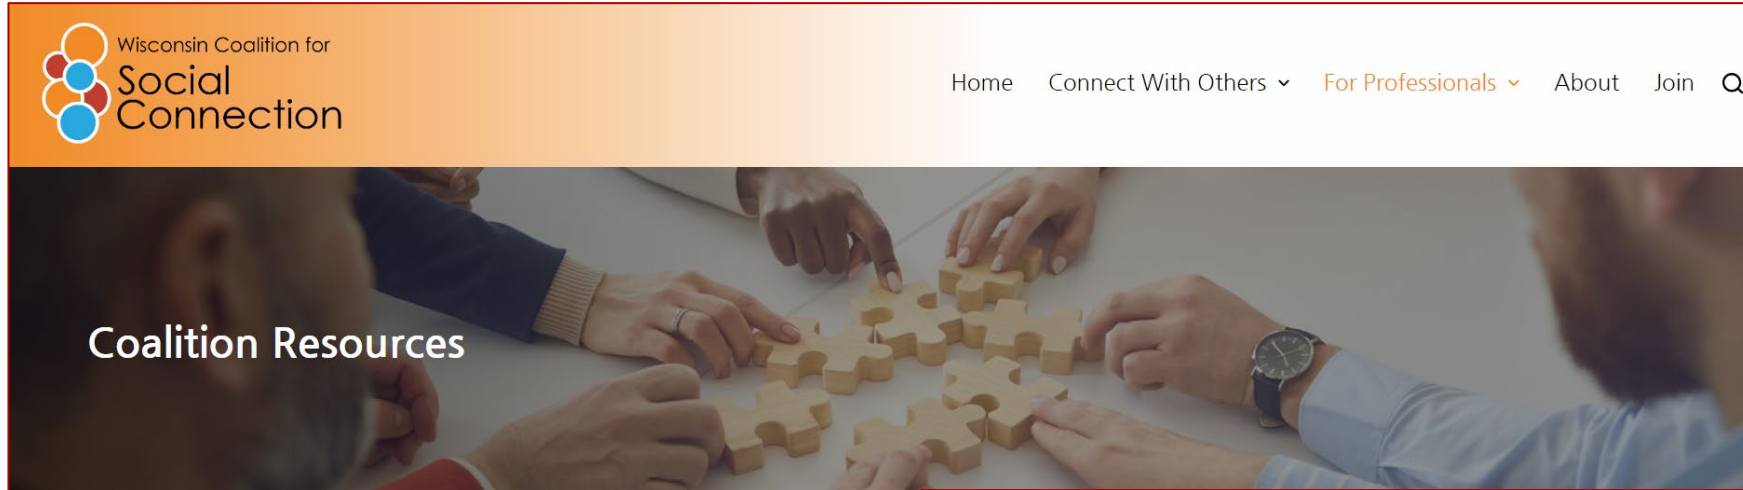 Wisconsin Coalition for
Social
Connection
Home Connect With Others For Professionals About Join
Coalition Resources